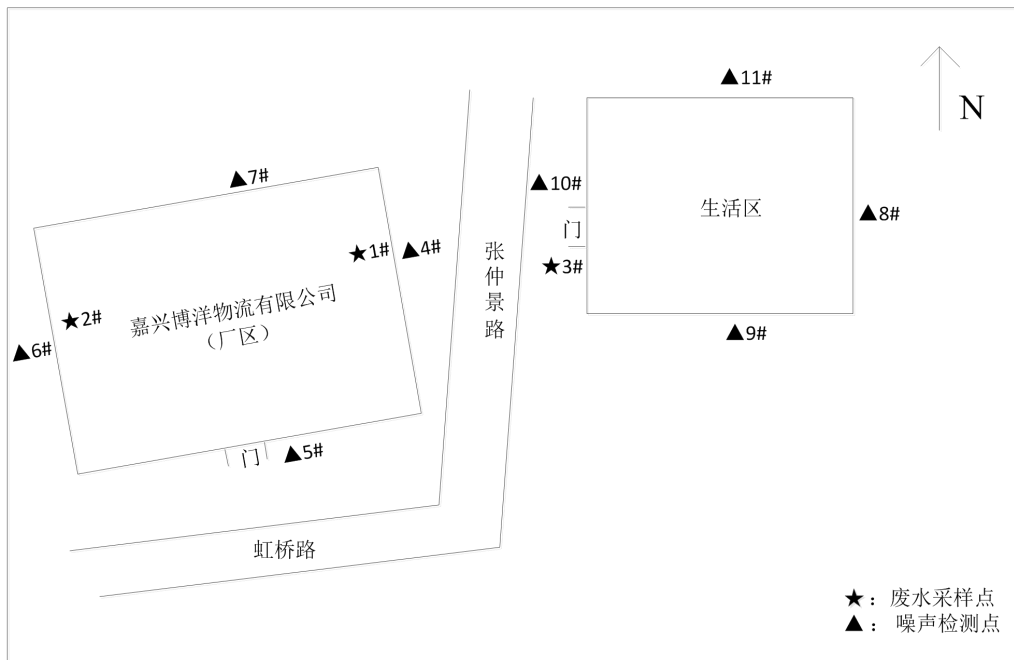 ▲11#
N
▲7#
▲10#
生活区
▲8#
门
★1#
▲4#
张仲景路
★3#
★2#
嘉兴博洋物流有限公司
（厂区）
▲6#
▲9#
门
▲5#
虹桥路
★：废水采样点
▲：噪声检测点